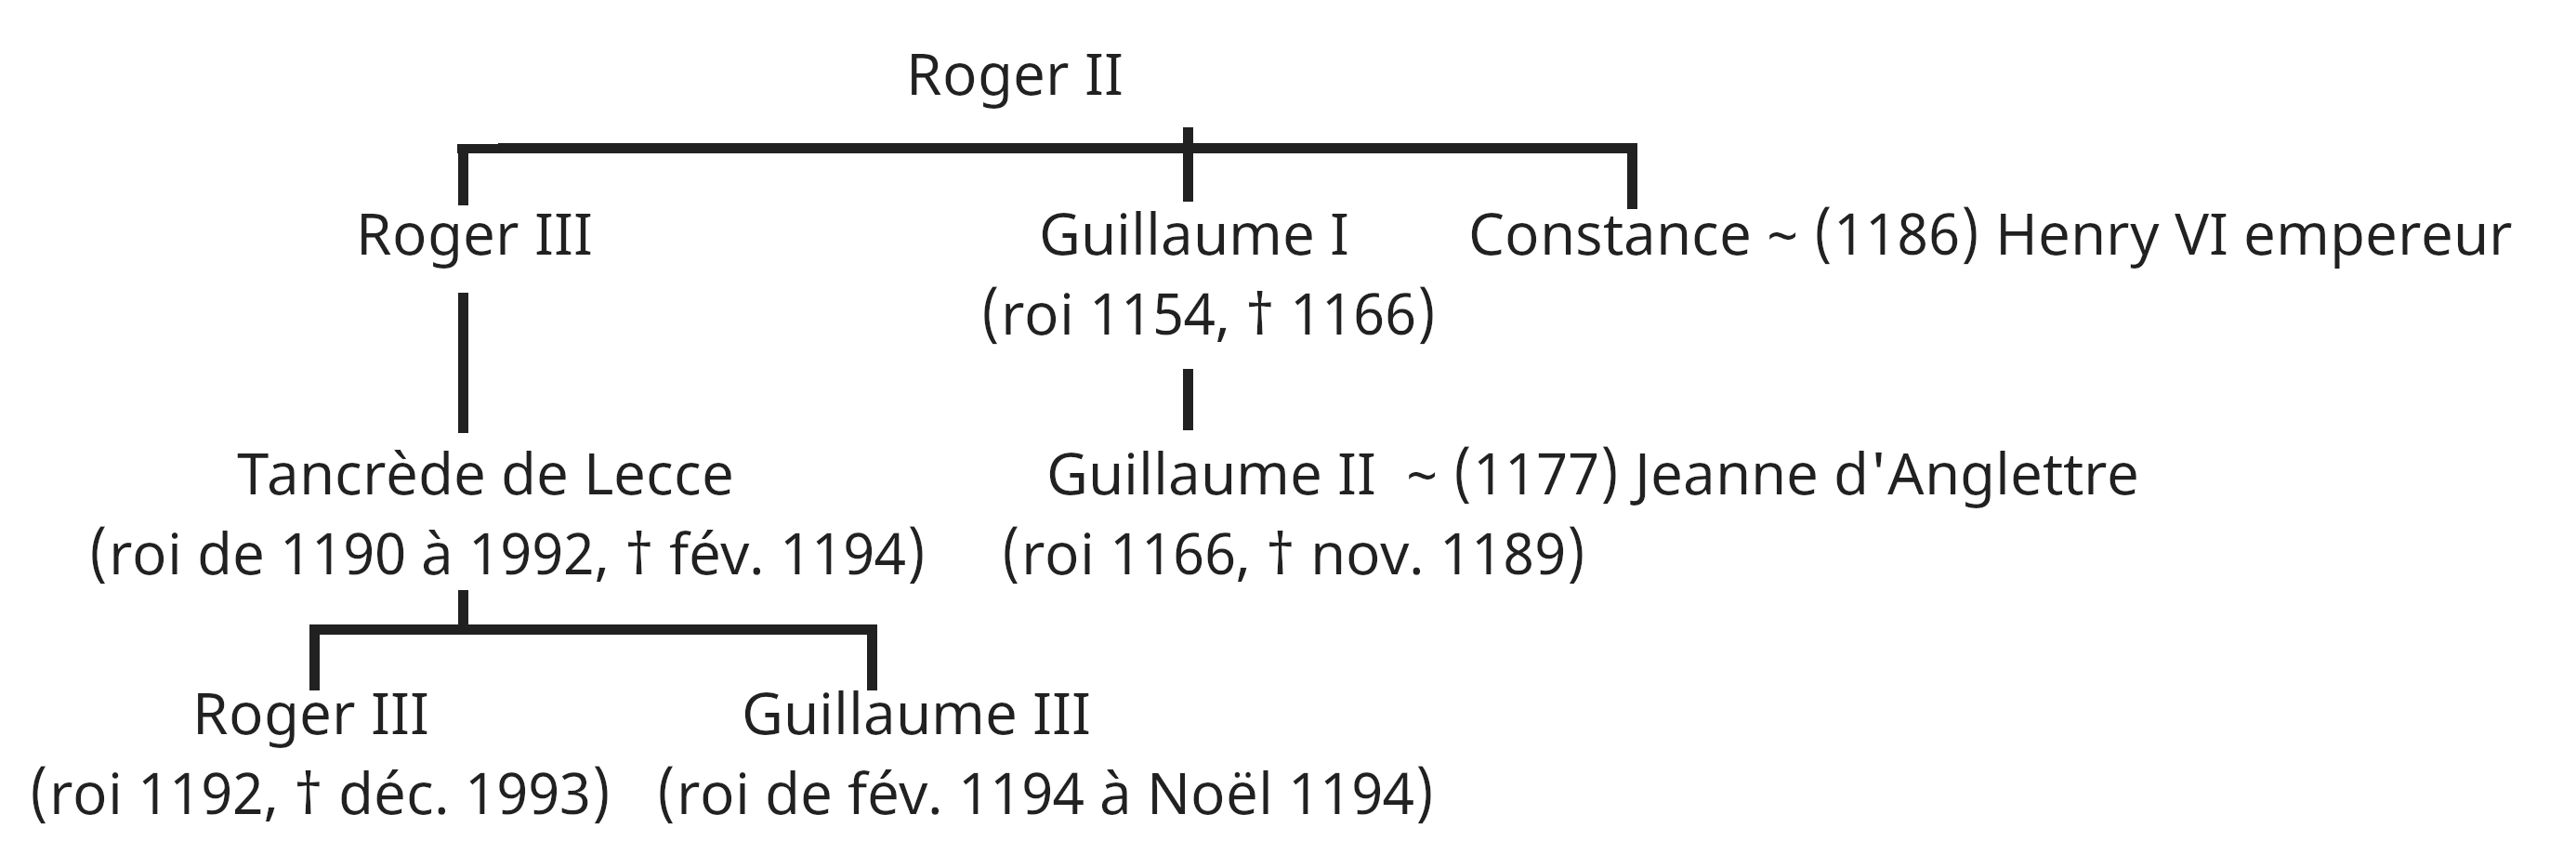 Roger II
Roger III
Guillaume I
(roi 1154, † 1166)
Constance ~ (1186) Henry VI empereur
Tancrède de Lecce
(roi de 1190 à 1992, † fév. 1194)
Guillaume II ~ (1177) Jeanne d'Anglettre
(roi 1166, † nov. 1189)
Roger III
(roi 1192, † déc. 1993)
Guillaume III
(roi de fév. 1194 à Noël 1194)